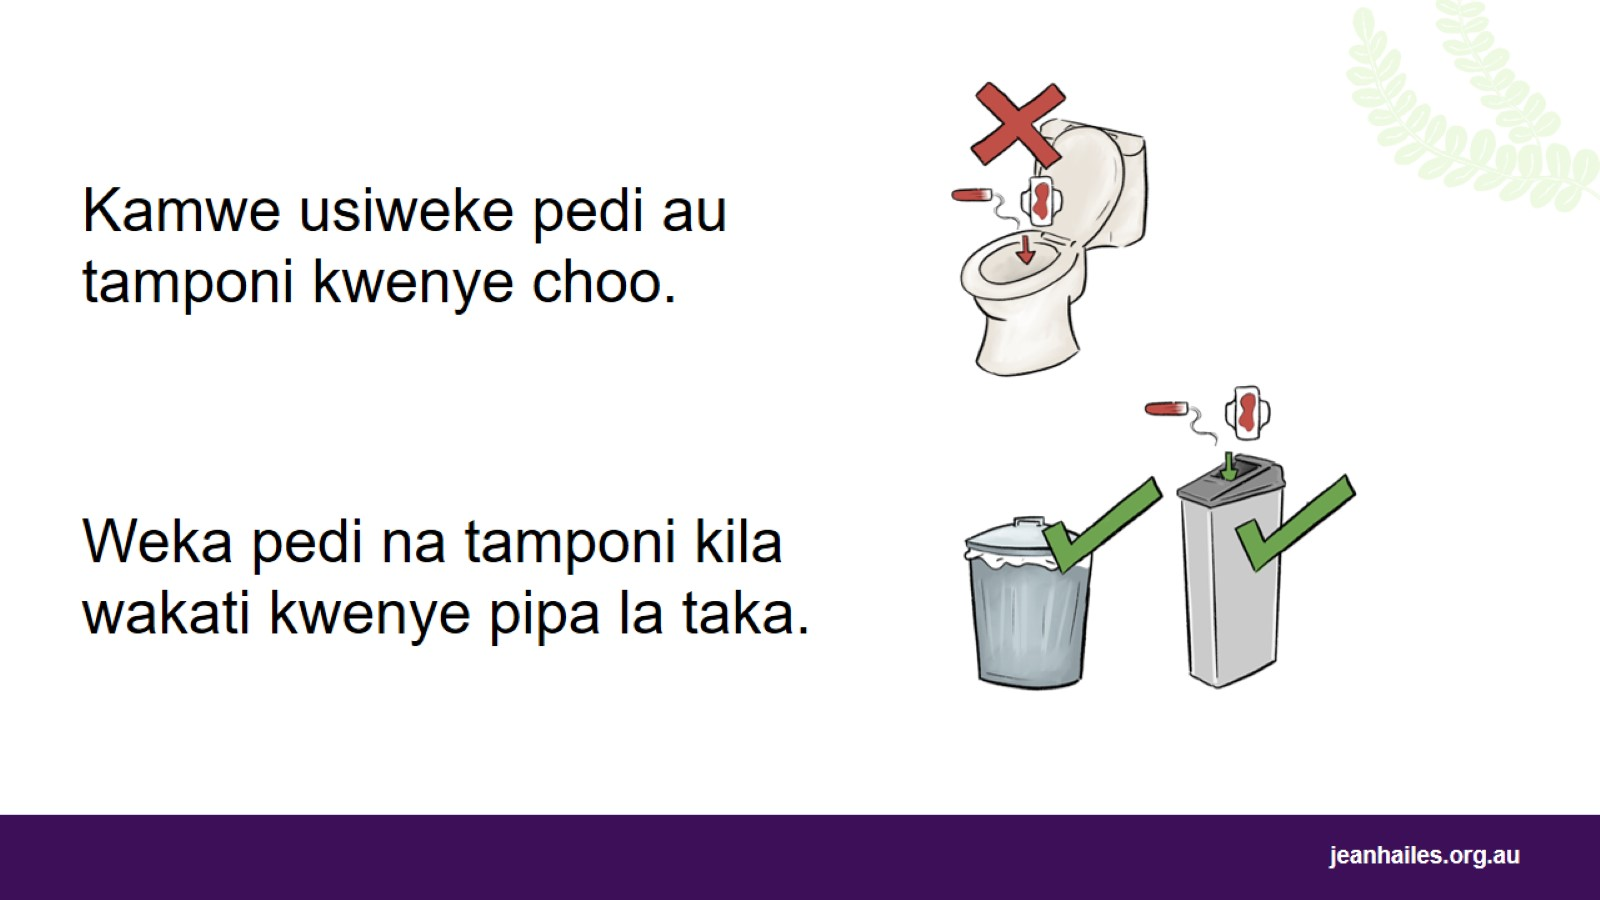 Kamwe usiweke pedi au
tamponi kwenye choo.
Weka pedi na tamponi kila
wakati kwenye pipa la taka.
jeanhailes.org.au